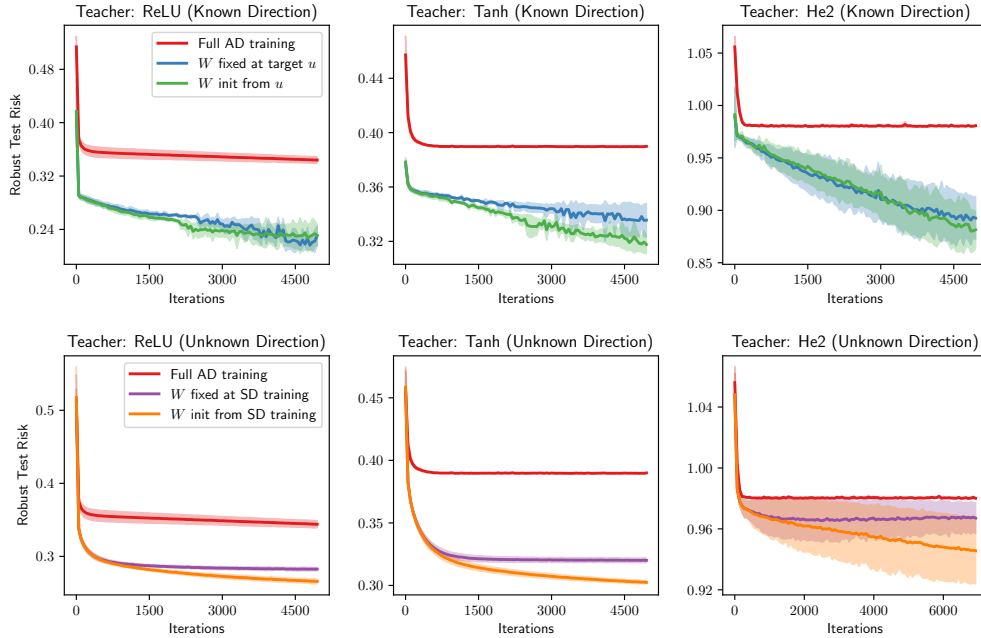 Teacher: ReLU (Known Direction)
Teacher: Tanh (Known Direction)
Teacher: He2 (Known Direction)
Robust Test Risk
0.48
0.40
0.32
0.24
Full AD training
W fixed at target u
W init from u
0.44
0.40
0.36
0.32
1.05
1.00
0.95
0.90
0.85
0 1500 3000 4500
0 1500 3000 4500
0 1500 3000 4500
Iterations
Iterations
Iterations
Teacher: ReLU (Unknown Direction)
Teacher: Tanh (Unknown Direction)
Teacher: He2 (Unknown Direction)
Robust Test Risk
0.5
0.4
0.3
Full AD training
W fixed at SD training
W init from SD training
0.45
0.40
0.35
0.30
1.04
1.00
0.96
0.92
0 1500 3000 4500
0 1500 3000 4500
0 2000 4000 6000
Iterations
Iterations
Iterations